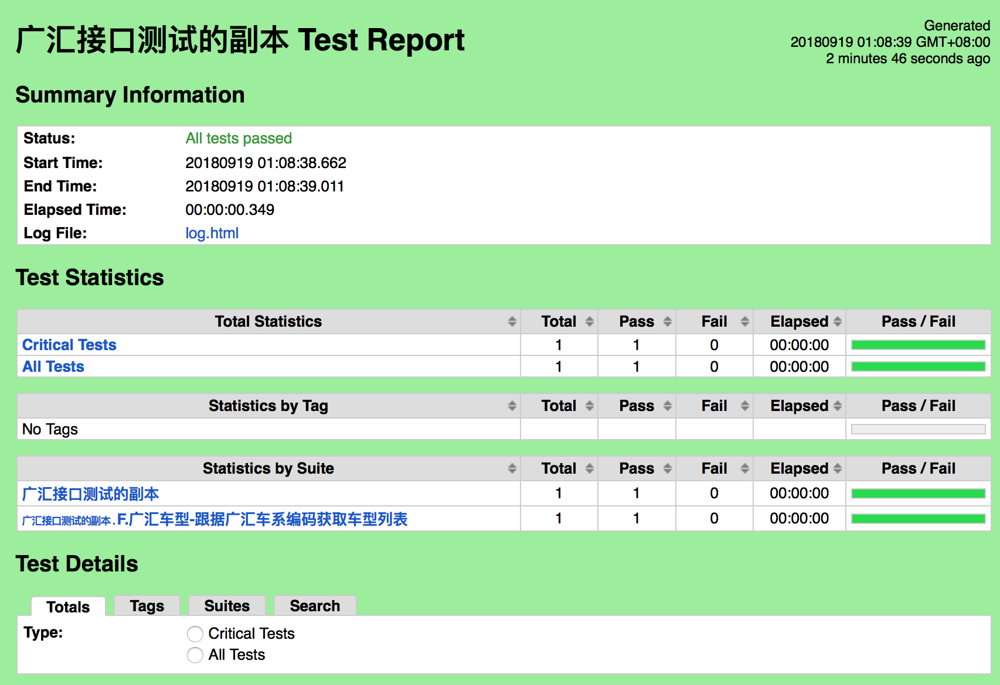 广汇接口测试的副本 Test Report
Generated
20180919 01:08:39 GMT+08:00
2 minutes 46 seconds ago
Summary Information
Status: All tests passed
Start Time: 20180919 01:08:38.662
End Time: 20180919 01:08:39.011
Elapsed Time: 00:00:00.349
Log File: log.html
Test Statistics
Total Statistics Total Pass Fail Elapsed Pass / Fail
Critical Tests 1 1 0 00:00:00
All Tests 1 1 0 00:00:00
Statistics by Tag Total Pass Fail Elapsed Pass / Fail
No Tags
Statistics by Suite Total Pass Fail Elapsed Pass / Fail
广汇接口测试的副本 1 1 0 00:00:00
广汇接口测试的副本.F.广汇车型-跟据广汇车系编码获取车型列表 1 1 0 00:00:00
Test Details
Totals Tags Suites Search
Type: Critical Tests
All Tests